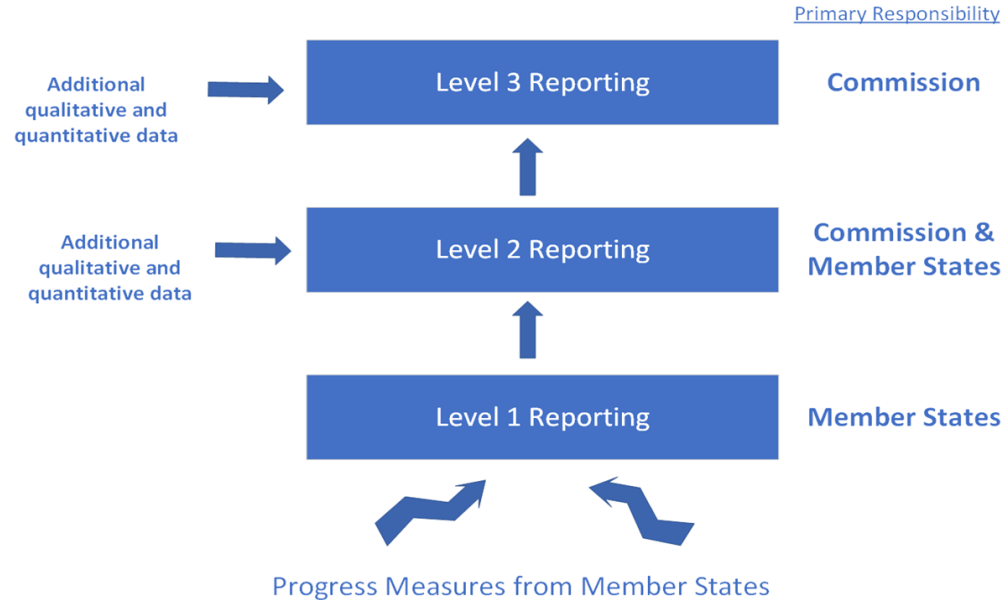 Primary Responsibility
Additional
qualitative and
quantitative data
Level 3 Reporting
Commission
Additional
qualitative and
quantitative data
Level 2 Reporting
Commission &
Member States
Level 1 Reporting
Member States
Progress Measures from Member States